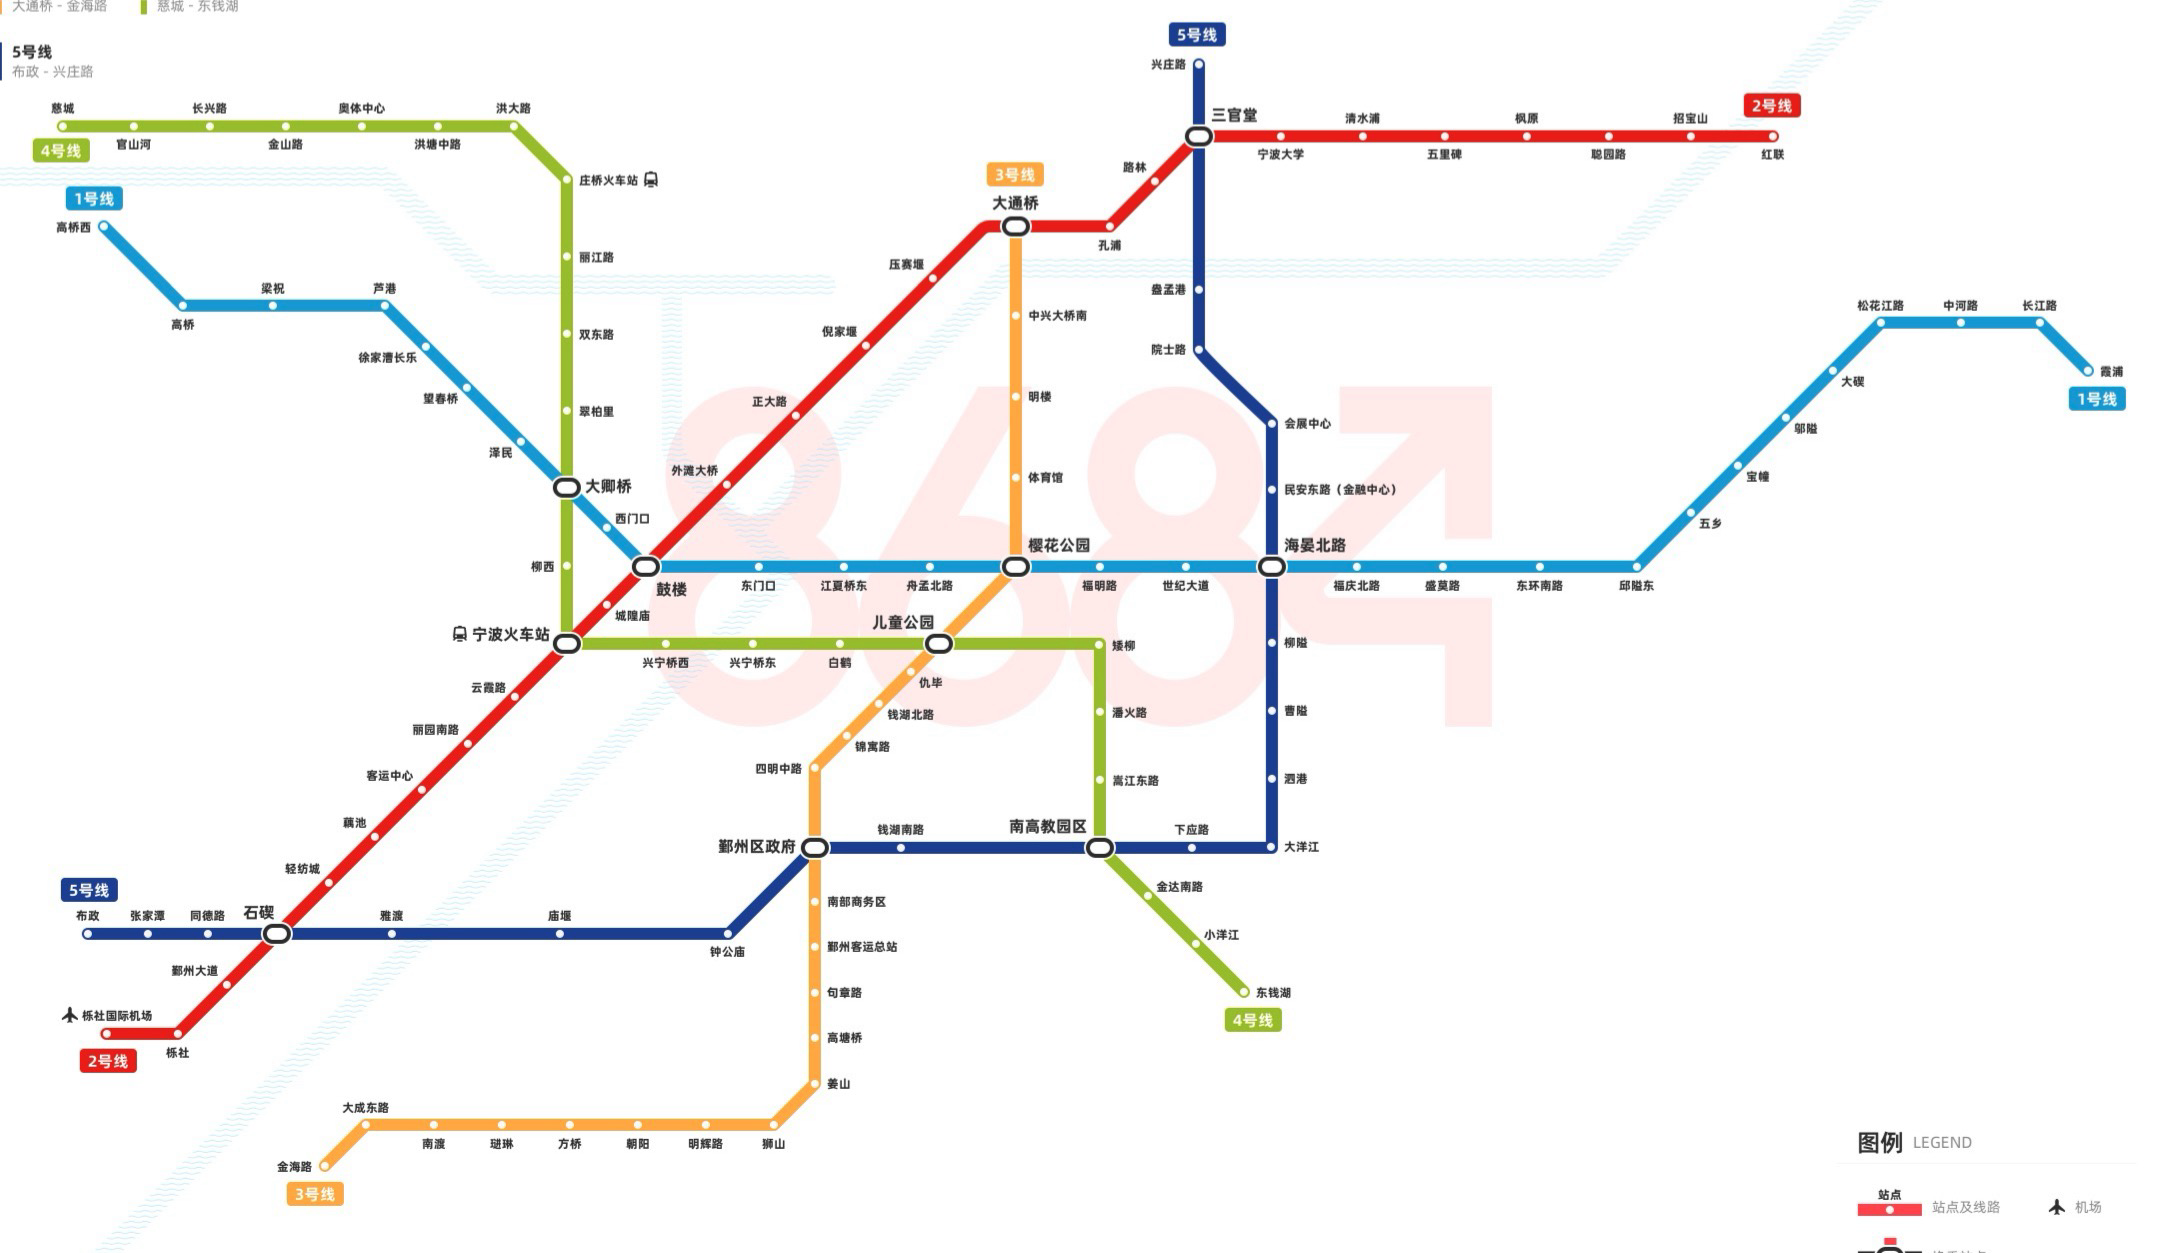 大通桥 - 金海路
慈城 - 东钱湖
5号线
布政 - 兴庄路
5号线
兴庄路
三官堂
2号线
慈城
长兴路
奥体中心
洪大路
清水浦
枫原
招宝山
4号线
官山河
金山路
洪塘中路
宁波大学
五里碑
聪园路
红联
庄桥火车站
路林
3号线
1号线
大通桥
高桥西
孔浦
丽江路
压赛堰
梁祝
芦港
盎孟港
高桥
中兴大桥南
松花江路
中河路
长江路
双东路
倪家堰
徐家漕长乐
院士路
霞浦
大碶
1号线
望春桥
明楼
翠柏里
正大路
会展中心
邬隘
泽民
外滩大桥
体育馆
宝幢
大卿桥
民安东路（金融中心）
西门口
五乡
樱花公园
海晏北路
柳西
鼓楼
东门口
江夏桥东
舟孟北路
福明路
世纪大道
福庆北路
盛莫路
东环南路
邱隘东
城隍庙
儿童公园
宁波火车站
矮柳
柳隘
兴宁桥西
兴宁桥东
白鹤
仇毕
云霞路
钱湖北路
潘火路
曹隘
丽园南路
锦寓路
四明中路
客运中心
嵩江东路
泗港
藕池
钱湖南路
南高教园区
下应路
鄞州区政府
大洋江
轻纺城
金达南路
5号线
布政
张家潭
同德路
石碶
雅渡
庙堰
南部商务区
小洋江
钟公庙
鄞州客运总站
鄞州大道
句章路
东钱湖
栎社国际机场
4号线
2号线
栎社
高塘桥
姜山
大成东路
南渡
琎琳
方桥
朝阳
明辉路
狮山
金海路
3号线
图例 LEGEND
站点
站点及线路
机场
8684